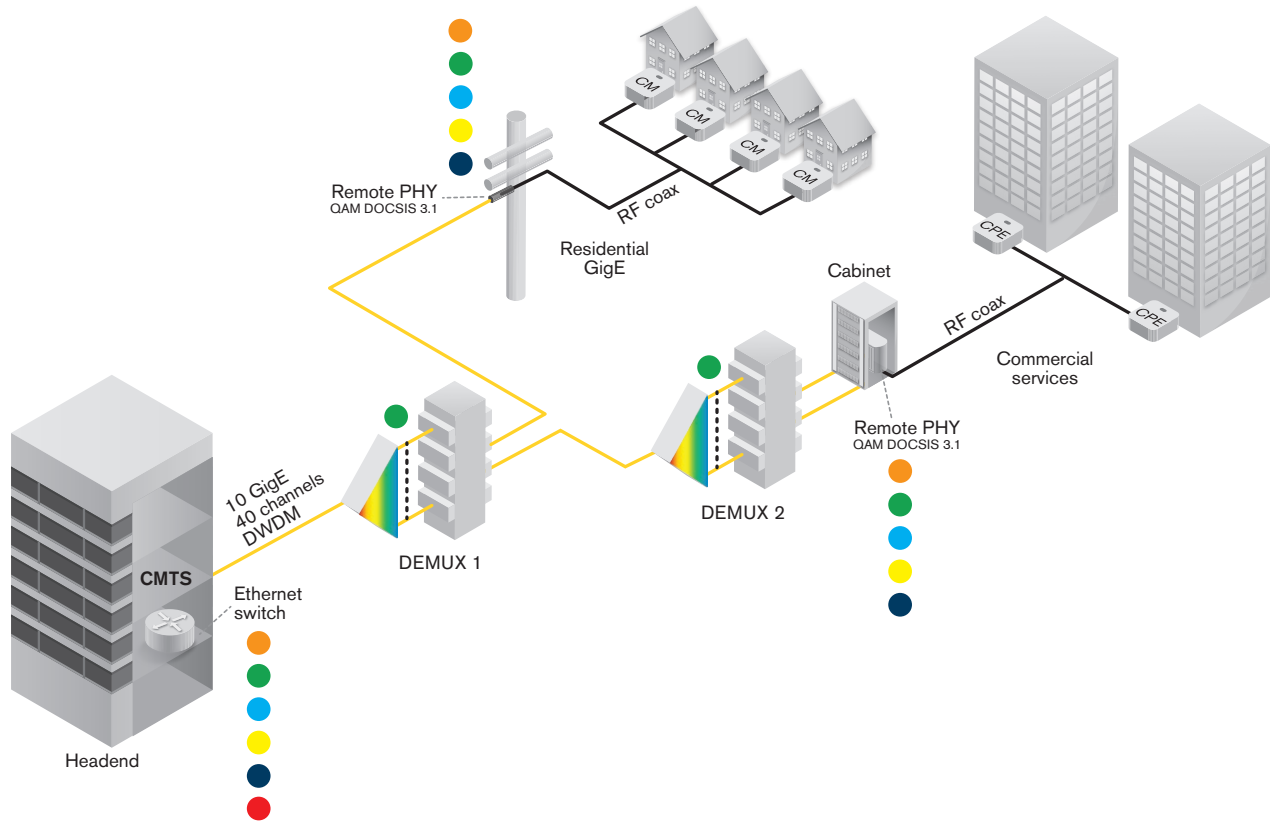 CM
CM
CM
CM
Remote PHY
QAM DOCSIS 3.1
RF coax
Residential
GigE
CPE
CPE
Cabinet
RF coax
Commercial
services
Remote PHY
QAM DOCSIS 3.1
10 GigE
40 channels
DWDM
DEMUX 1
DEMUX 2
CMTS
Ethernet
switch
Headend